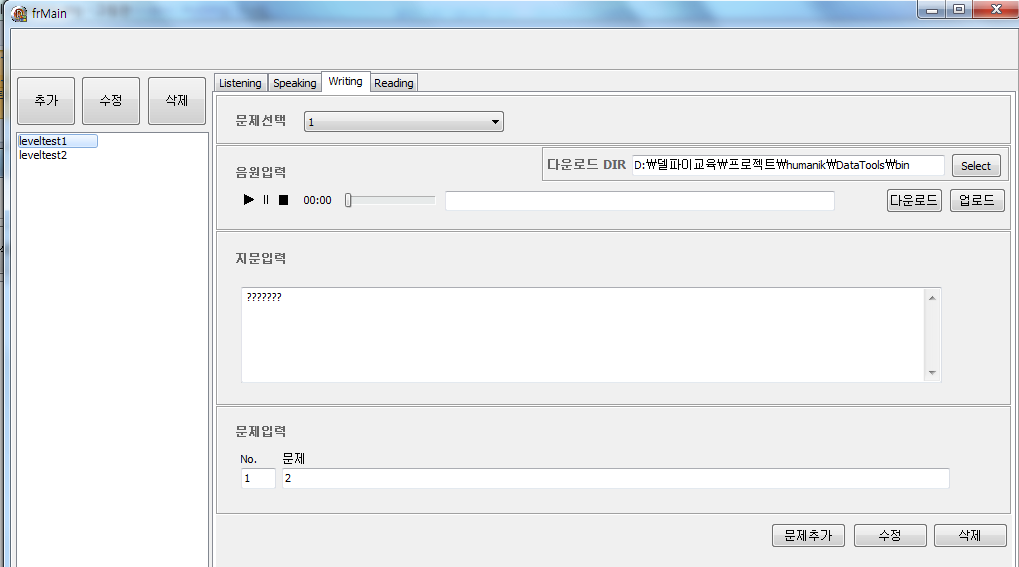 frMain
추가 수정 삭제
leveltest1
leveltest2
Listening Speaking Writing Reading
문제선택 1
다운로드 DIR D:₩델파이교육₩프로젝트₩humanik₩DataTools₩bin Select
음원입력
00:00 다운로드 업로드
지문입력
???????
문제입력
No. 문제
1 2
문제추가 수정 삭제